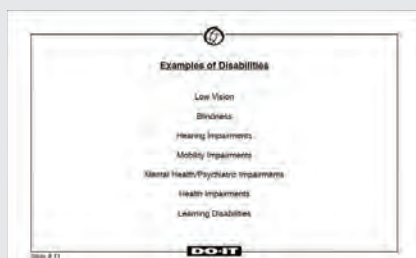 Examples of Disabilities
Low Vision
Blindness
Hearing Impairments
Mobility Impairments
Mental Health/Psychiatric Impairments
Health Impairments
Learning Disabilities
DO-IT